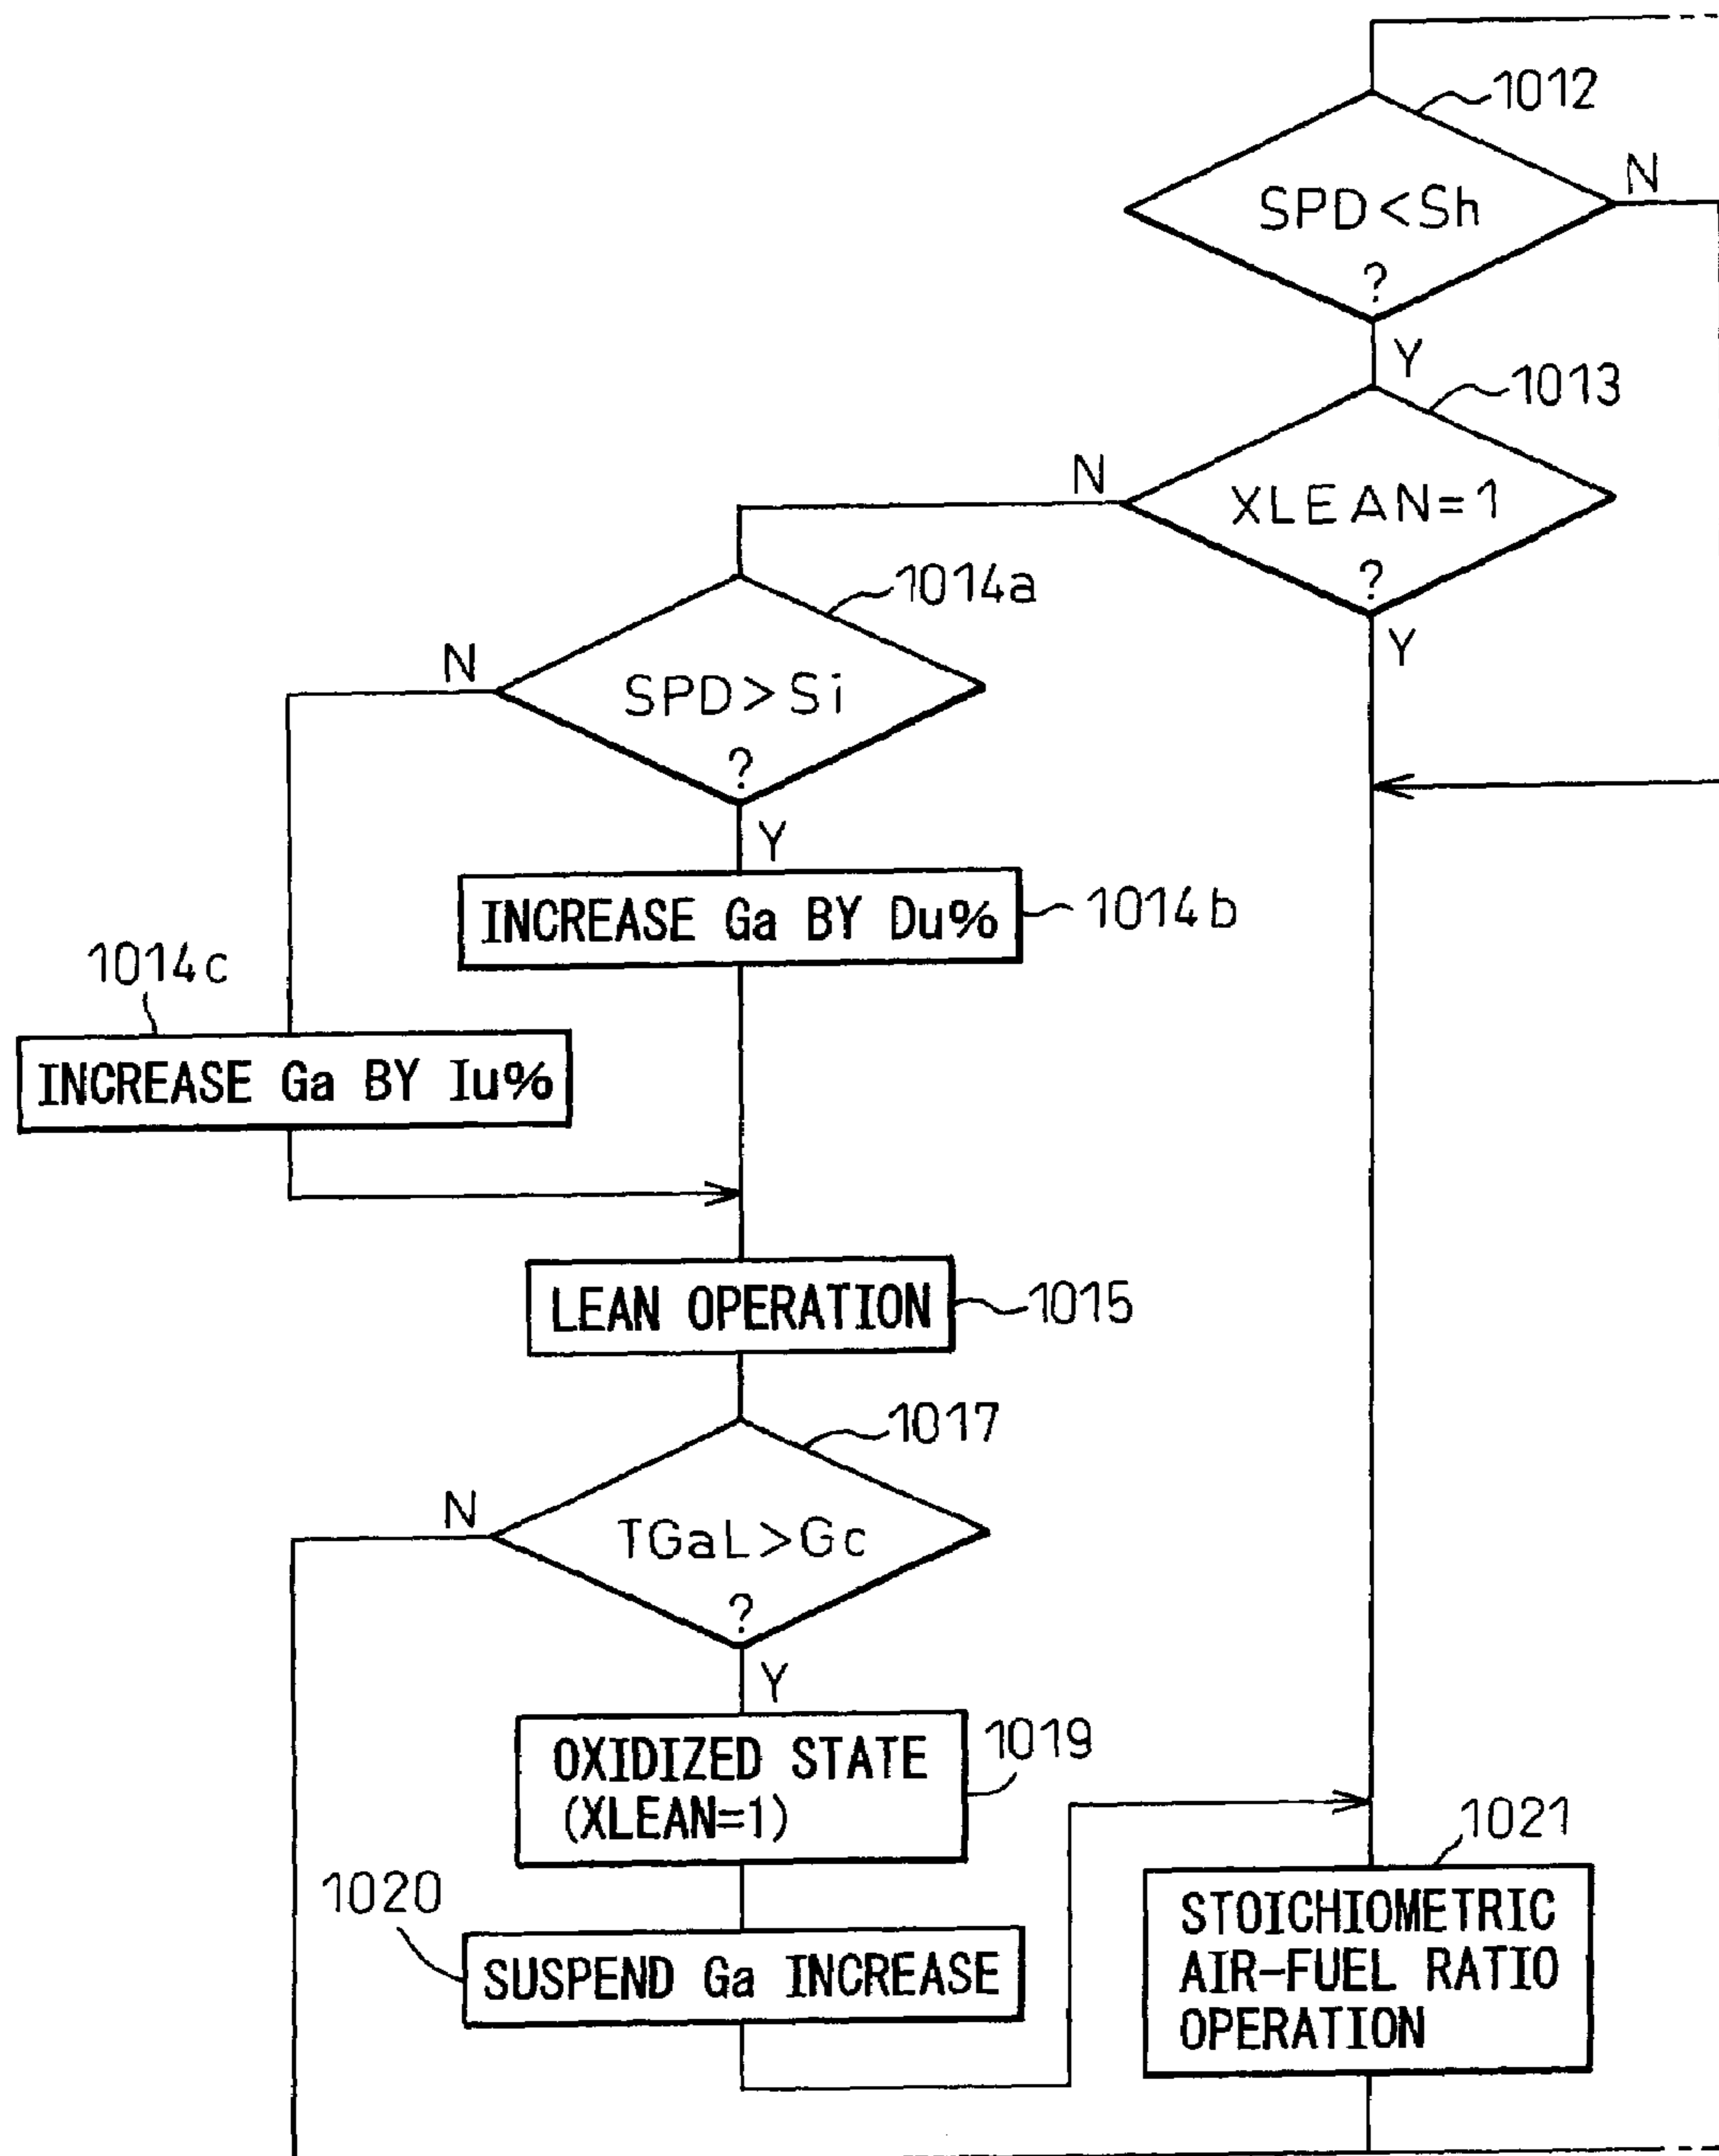 1012
SPD<Sh
?
N
Y
1013
XLEAN=1
?
N
Y
1014a
SPD>Si
?
N
Y
INCREASE Ga BY Du%
1014b
1014c
INCREASE Ga BY Iu%
LEAN OPERATION
1015
1017
TGaL>Gc
?
N
Y
OXIDIZED STATE
(XLEAN=1)
1019
1020
SUSPEND Ga INCREASE
1021
STOICHIOMETRIC
AIR-FUEL RATIO
OPERATION